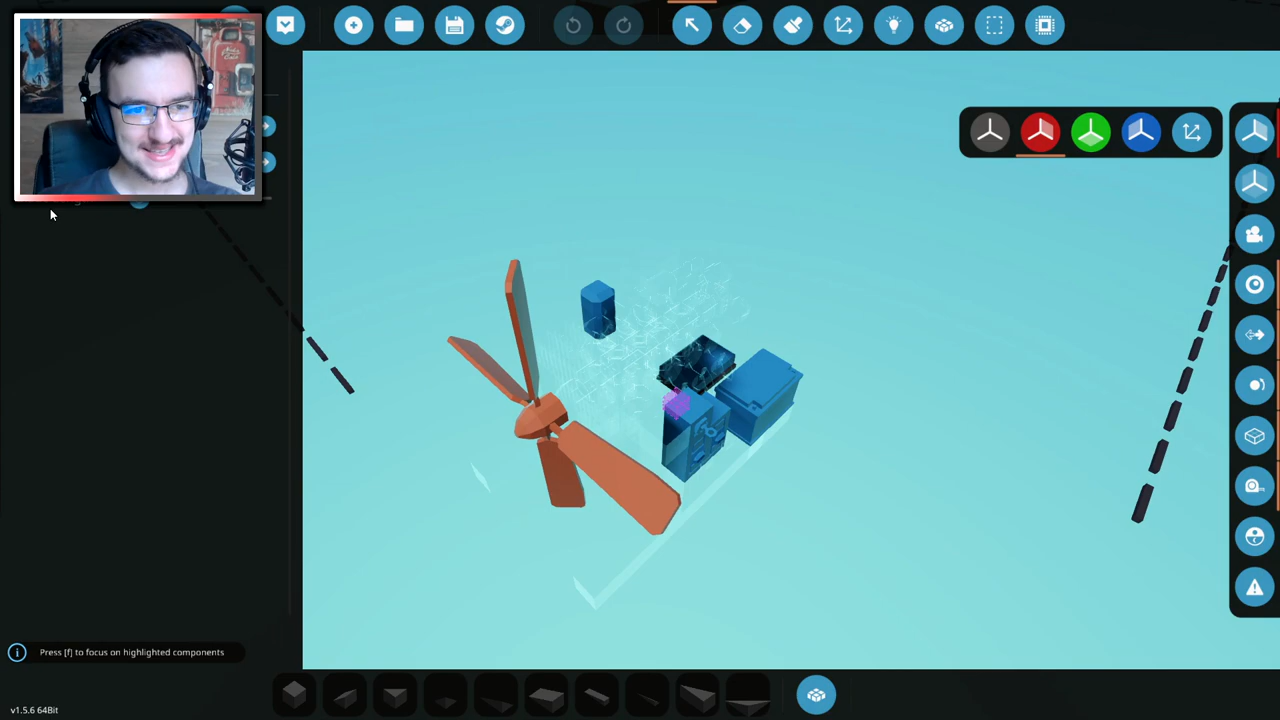 Press [f] to focus on highlighted components
v1.5.6 64Bit